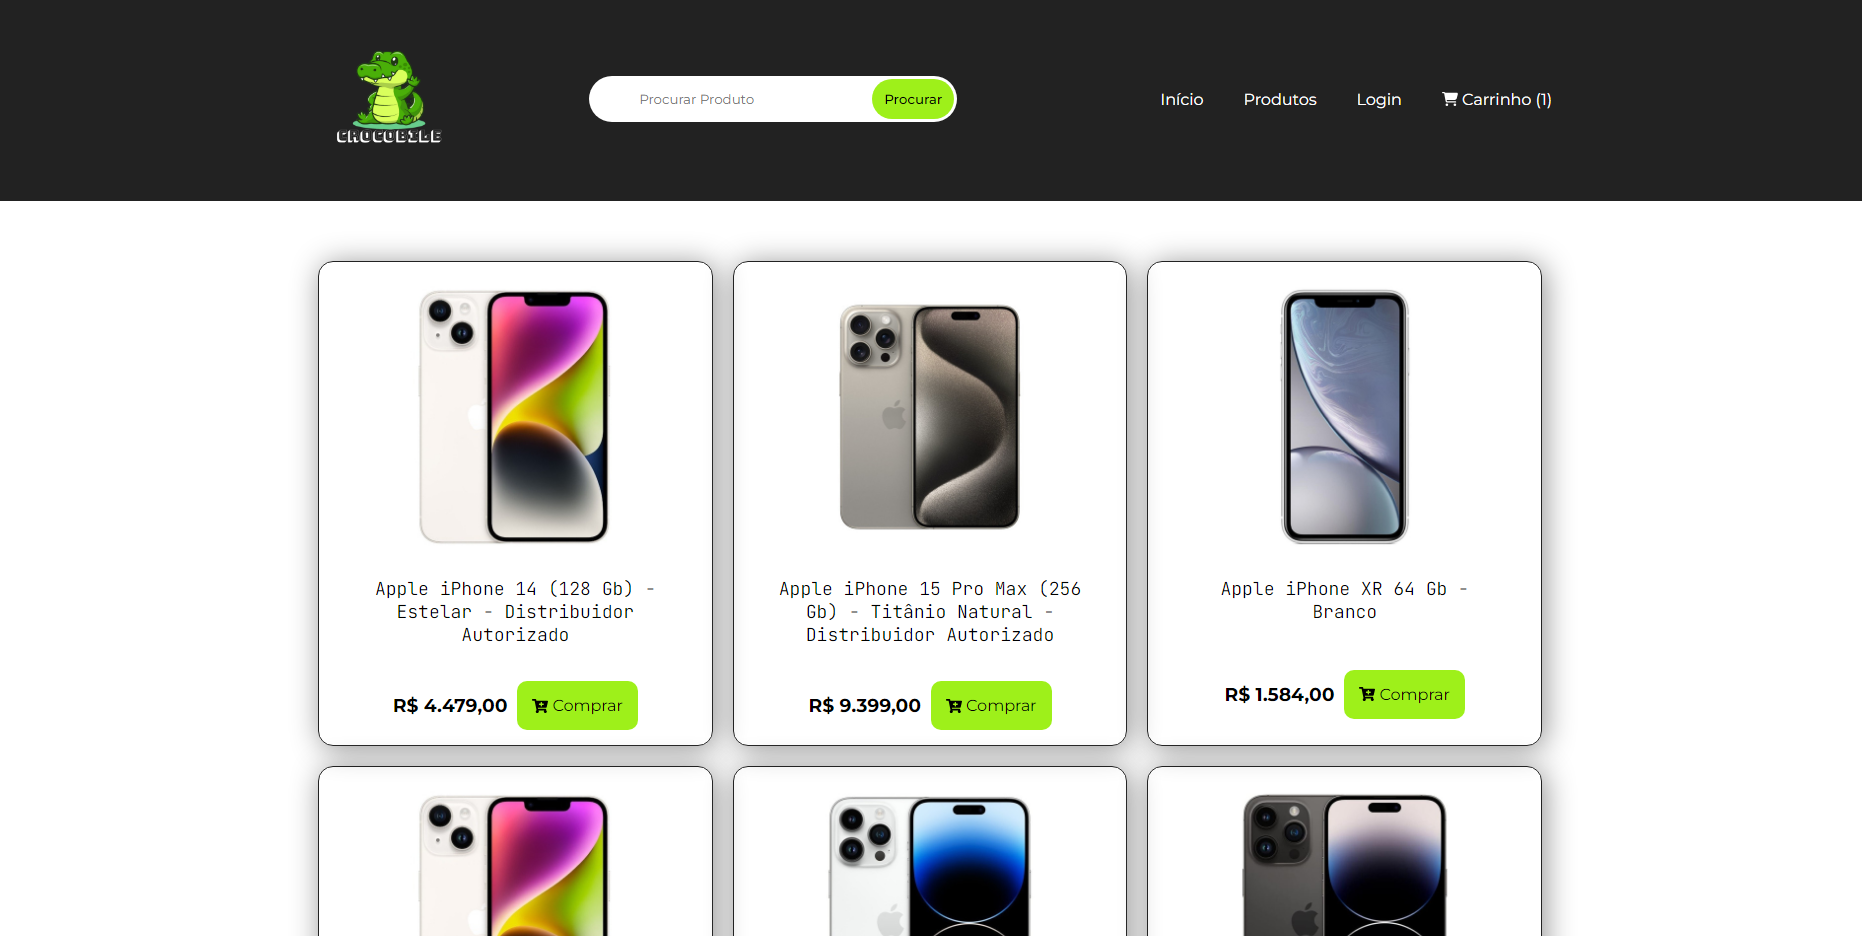 CROCOBILE
Procurar Produto
Procurar
Início
Produtos
Login
Carrinho (1)
Apple iPhone 14 (128 Gb) -
Estelar - Distribuidor
Autorizado
R$ 4.479,00
Comprar
Apple iPhone 15 Pro Max (256
Gb) - Titânio Natural -
Distribuidor Autorizado
R$ 9.399,00
Comprar
Apple iPhone XR 64 Gb -
Branco
R$ 1.584,00
Comprar